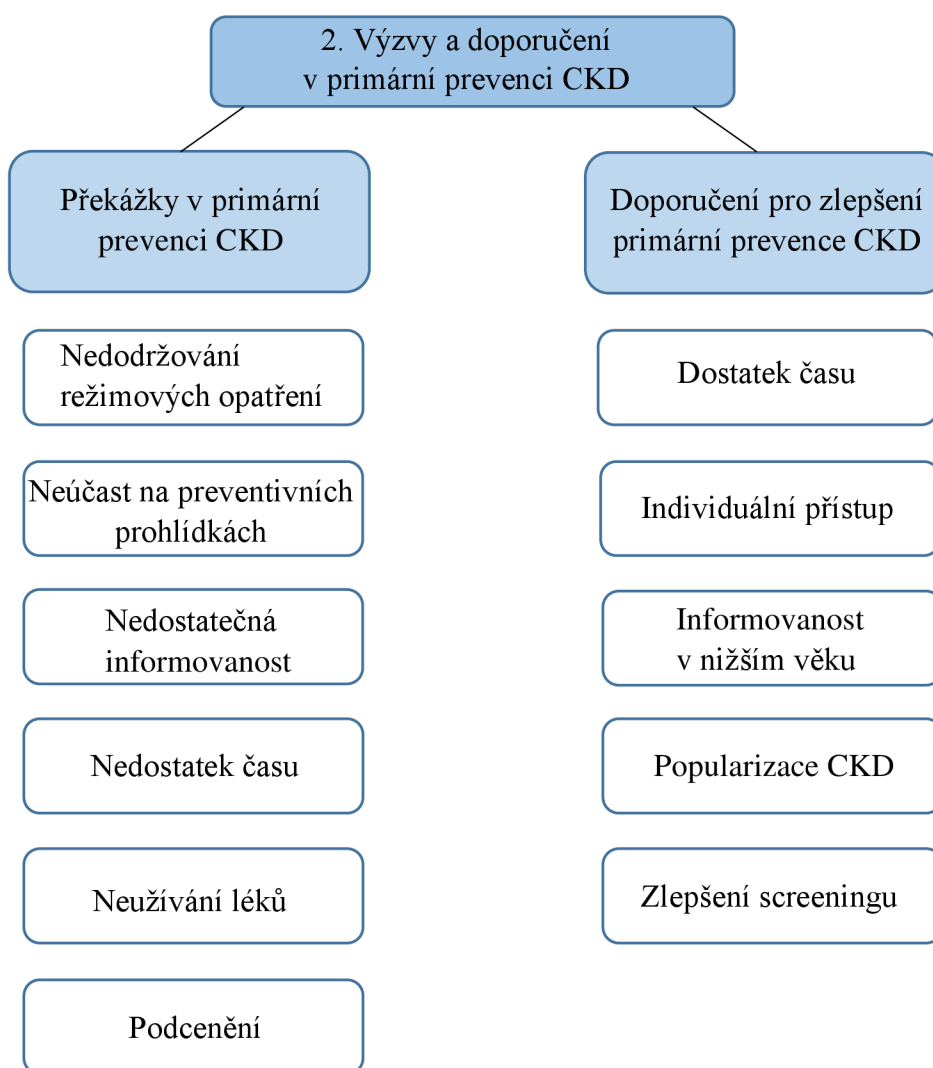 2. Výzvy a doporučení
v primární prevenci CKD
Překážky v primární
prevenci CKD
Nedodržování
režimových opatření
Neúčast na preventivních
prohlídkách
Nedostatečná
informovanost
Nedostatek času
Neužívání léků
Podcenění
Doporučení pro zlepšení
primární prevence CKD
Dostatek času
Individuální přístup
Informovanost
v nižším věku
Popularizace CKD
Zlepšení screeningu